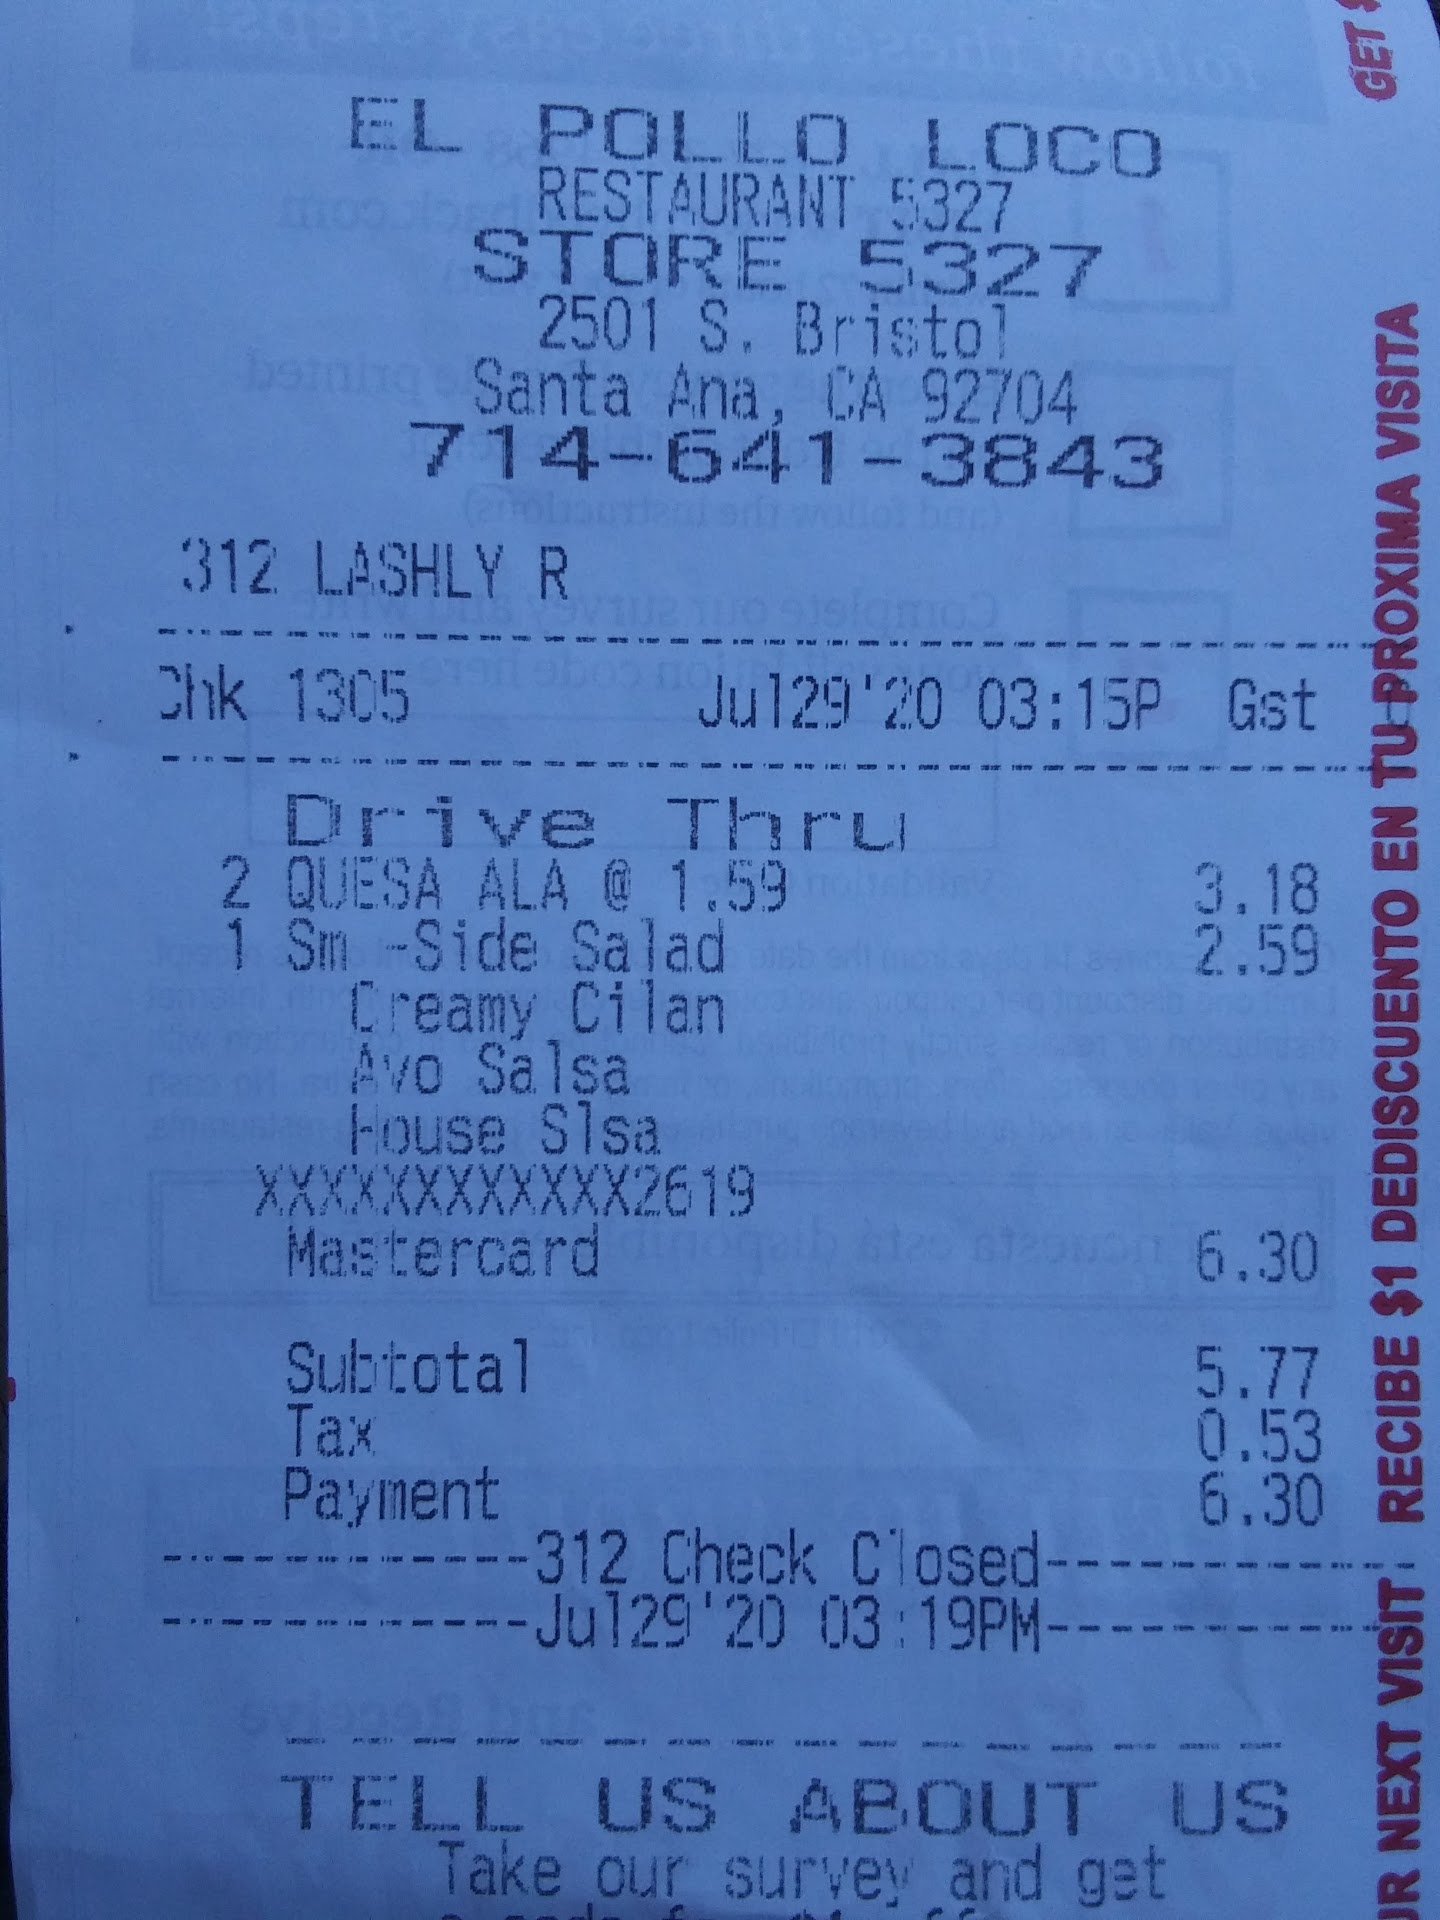 EL POLLO LOCO
RESTAURANT 5327
STORE 5327
2501 S. Bristol
Santa Ana, CA 92704
714-641-3843
312 LASHLY R
Chk 1305 Jul29'20 03:15P Gst
Drive Thru
2 QUESA ALA @ 1.59 3.18
1 Sm -Side Salad 2.59
Creamy Cilan
Avo Salsa
House Slsa
XXXXXXXXXXXX2619
Mastercard 6.30
Subtotal 5.77
Tax 0.53
Payment 6.30
------------312 Check Closed------------
------------Jul29'20 03:19PM------------
TELL US ABOUT US
Take our survey and get
GET $
NEXT VISIT RECIBE $1 DEDISCUENTO EN TU PROXIMA VISITA